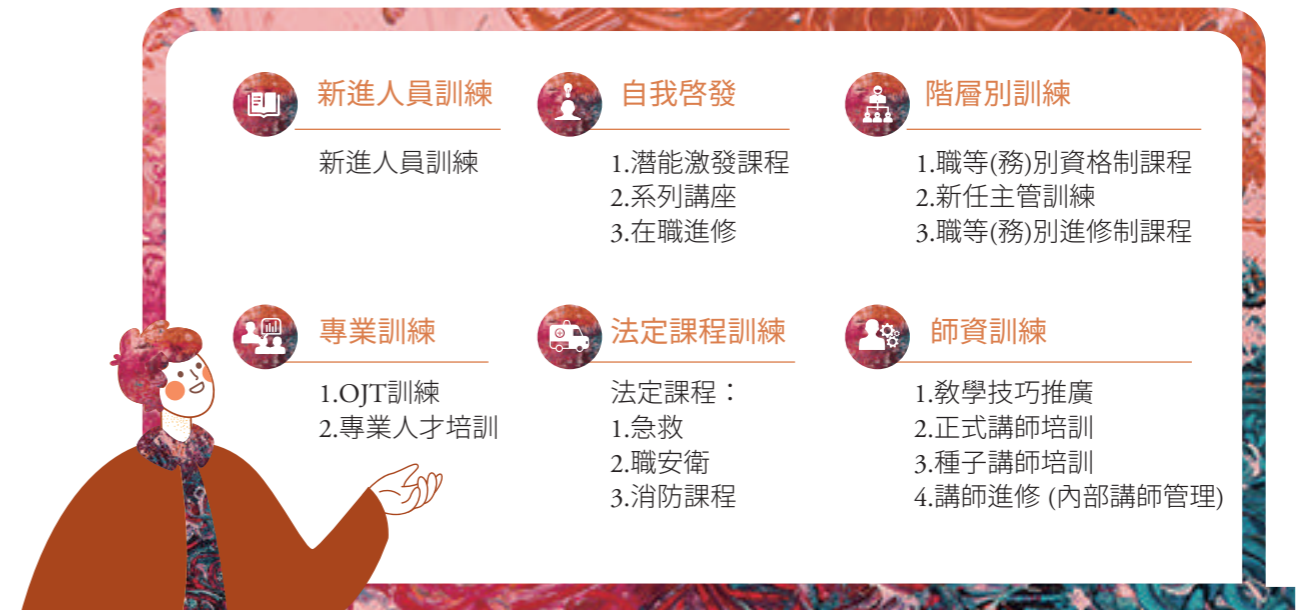 新進人員訓練
新進人員訓練
自我啓發
1.潛能激發課程
2.系列講座
3.在職進修
階層別訓練
1.職等(務)別資格制課程
2.新任主管訓練
3.職等(務)別進修制課程
專業訓練
1.OJT訓練
2.專業人才培訓
法定課程訓練
法定課程：
1.急救
2.職安衛
3.消防課程
師資訓練
1.教學技巧推廣
2.正式講師培訓
3.種子講師培訓
4.講師進修 (內部講師管理)